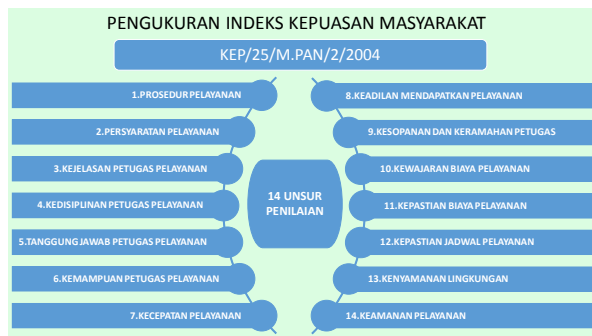 PENGUKURAN INDEKS KEPUASAN MASYARAKAT
KEP/25/M.PAN/2/2004
1.PROSEDUR PELAYANAN
2.PERSYARATAN PELAYANAN
3.KEJELASAN PETUGAS PELAYANAN
4.KEDISIPLINAN PETUGAS PELAYANAN
5.TANGGUNG JAWAB PETUGAS PELAYANAN
6.KEMAMPUAN PETUGAS PELAYANAN
7.KECEPATAN PELAYANAN
14 UNSUR
PENILAIAN
8.KEADILAN MENDAPATKAN PELAYANAN
9.KESOPANAN DAN KERAMAHAN PETUGAS
10.KEWAJARAN BIAYA PELAYANAN
11.KEPASTIAN BIAYA PELAYANAN
12.KEPASTIAN JADWAL PELAYANAN
13.KENYAMANAN LINGKUNGAN
14.KEAMANAN PELAYANAN